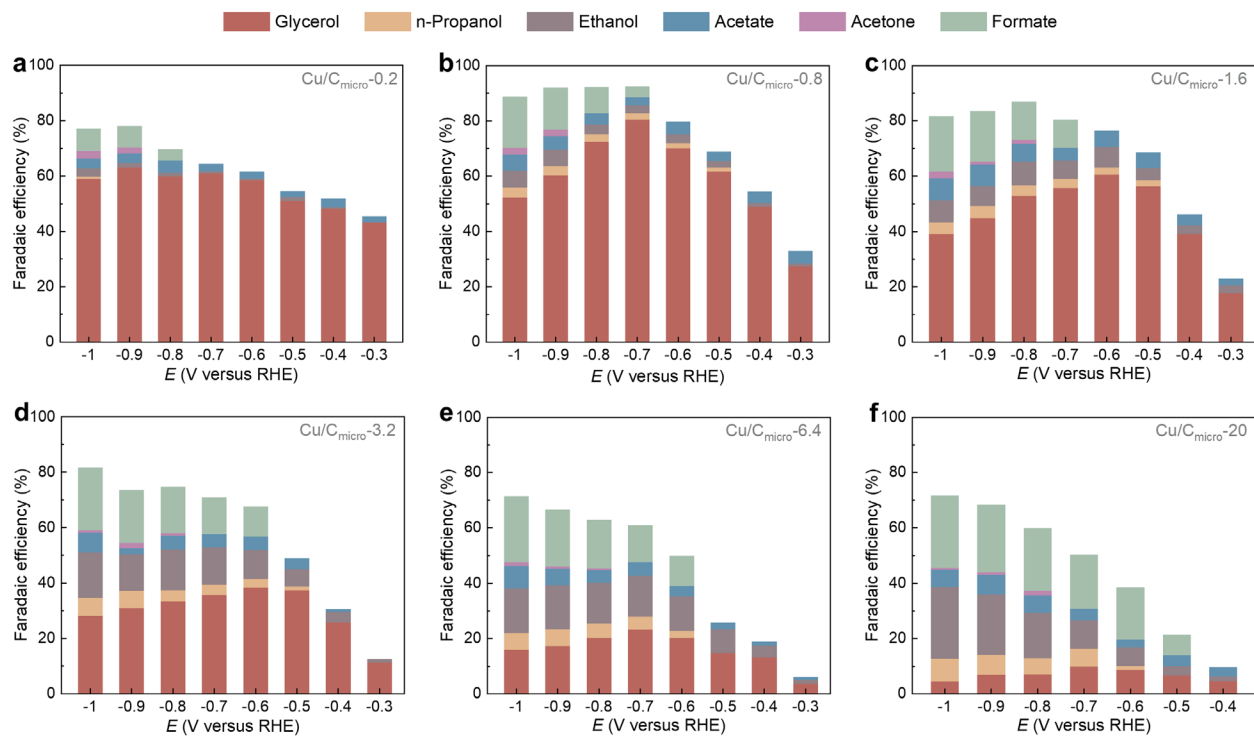 Glycerol n-Propanol Ethanol Acetate Acetone Formate
a
Cu/Cmicro-0.2
Faradaic efficiency (%)
100
80
60
40
20
0
-1 -0.9 -0.8 -0.7 -0.6 -0.5 -0.4 -0.3
E (V versus RHE)
b
Cu/Cmicro-0.8
Faradaic efficiency (%)
100
80
60
40
20
0
-1 -0.9 -0.8 -0.7 -0.6 -0.5 -0.4 -0.3
E (V versus RHE)
c
Cu/Cmicro-1.6
Faradaic efficiency (%)
100
80
60
40
20
0
-1 -0.9 -0.8 -0.7 -0.6 -0.5 -0.4 -0.3
E (V versus RHE)
d
Cu/Cmicro-3.2
Faradaic efficiency (%)
100
80
60
40
20
0
-1 -0.9 -0.8 -0.7 -0.6 -0.5 -0.4 -0.3
E (V versus RHE)
e
Cu/Cmicro-6.4
Faradaic efficiency (%)
100
80
60
40
20
0
-1 -0.9 -0.8 -0.7 -0.6 -0.5 -0.4 -0.3
E (V versus RHE)
f
Cu/Cmicro-20
Faradaic efficiency (%)
100
80
60
40
20
0
-1 -0.9 -0.8 -0.7 -0.6 -0.5 -0.4
E (V versus RHE)